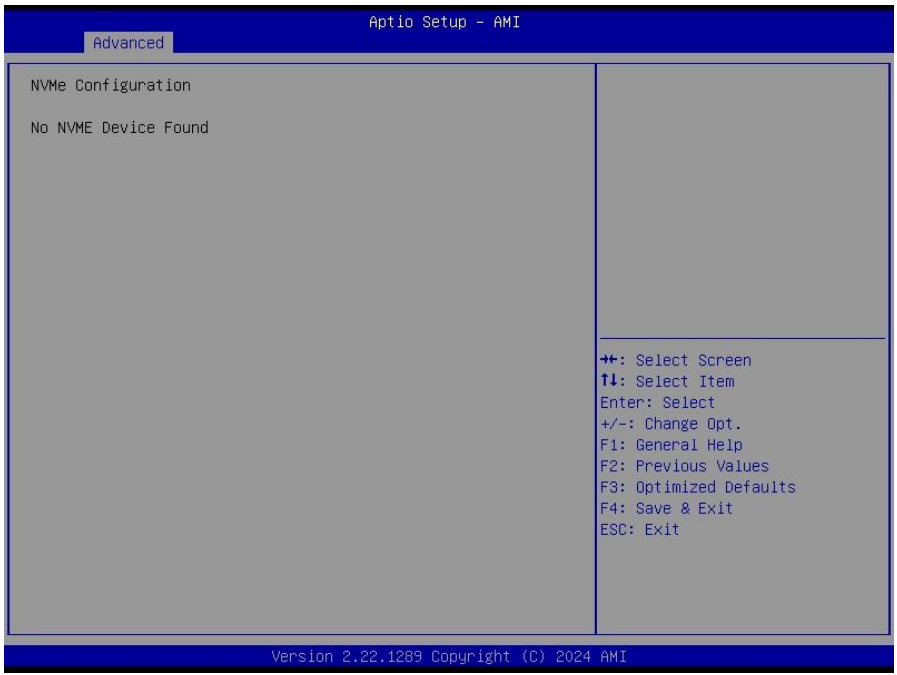 Aptio Setup – AMI
Advanced
NVMe Configuration
No NVME Device Found
→←: Select Screen
↑↓: Select Item
Enter: Select
+/-: Change Opt.
F1: General Help
F2: Previous Values
F3: Optimized Defaults
F4: Save & Exit
ESC: Exit
Version 2.22.1289 Copyright (C) 2024 AMI